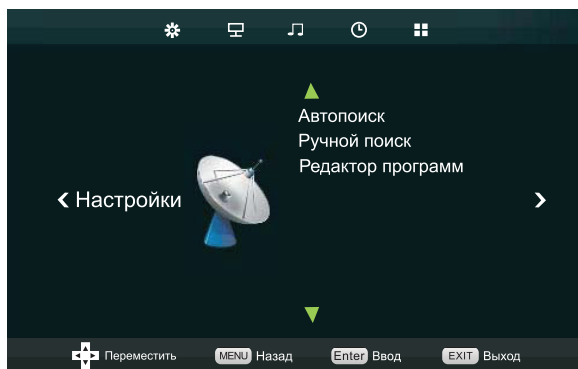 Автопоиск
Ручной поиск
Редактор программ
Настройки
Переместить MENU Назад Enter Ввод EXIT Выход